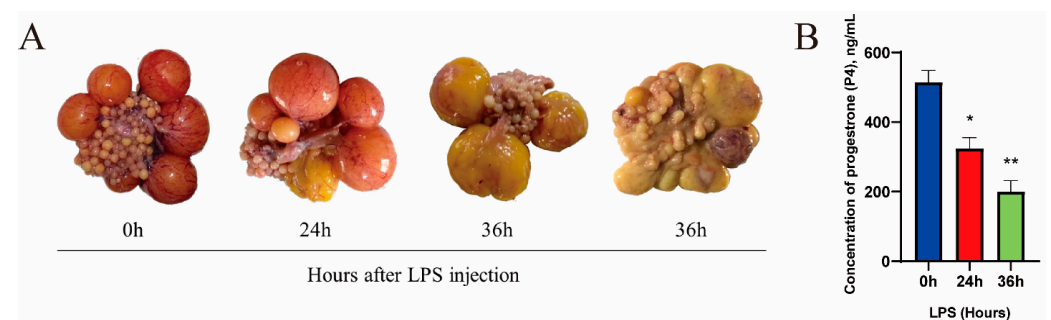 A
0h 24h 36h 36h
Hours after LPS injection
B
Concentration of progestrone (P4), ng/mL
600
400
200
0
*
**
0h 24h 36h
LPS (Hours)